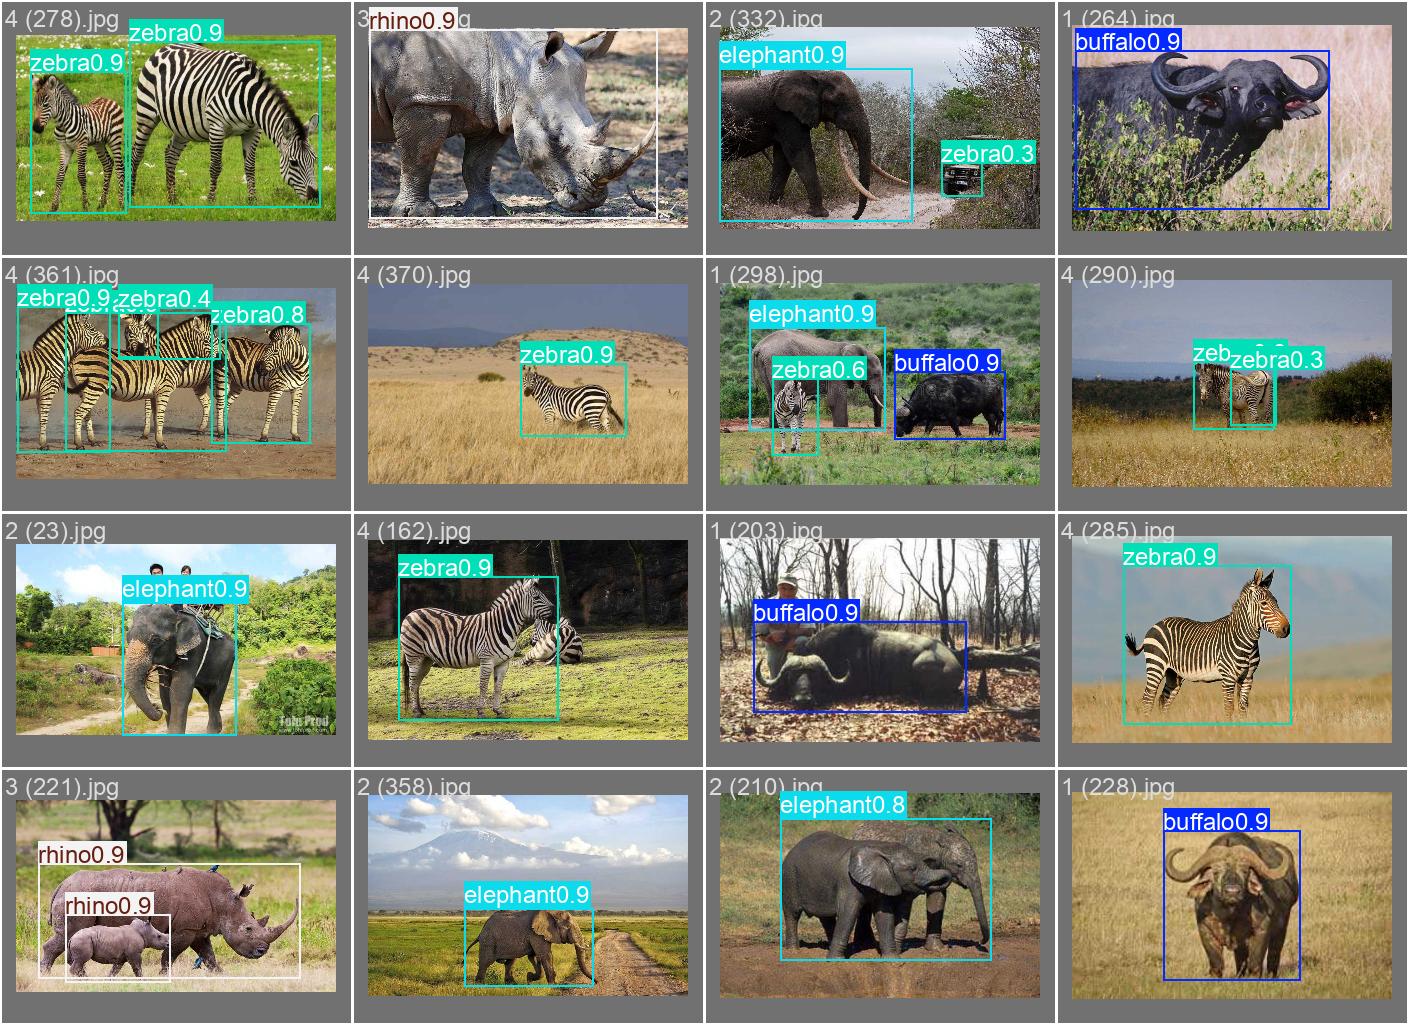 4 (278).jpg
zebra0.9
zebra0.9
rhino0.9
2 (332).jpg
elephant0.9
zebra0.3
1 (264).jpg
buffalo0.9
4 (361).jpg
zebra0.9
zebra0.4
zebra0.8
4 (370).jpg
zebra0.9
1 (298).jpg
elephant0.9
zebra0.6
buffalo0.9
4 (290).jpg
zebra0.3
2 (23).jpg
elephant0.9
4 (162).jpg
zebra0.9
1 (203).jpg
buffalo0.9
4 (285).jpg
zebra0.9
3 (221).jpg
rhino0.9
rhino0.9
2 (358).jpg
elephant0.9
2 (210).jpg
elephant0.8
1 (228).jpg
buffalo0.9